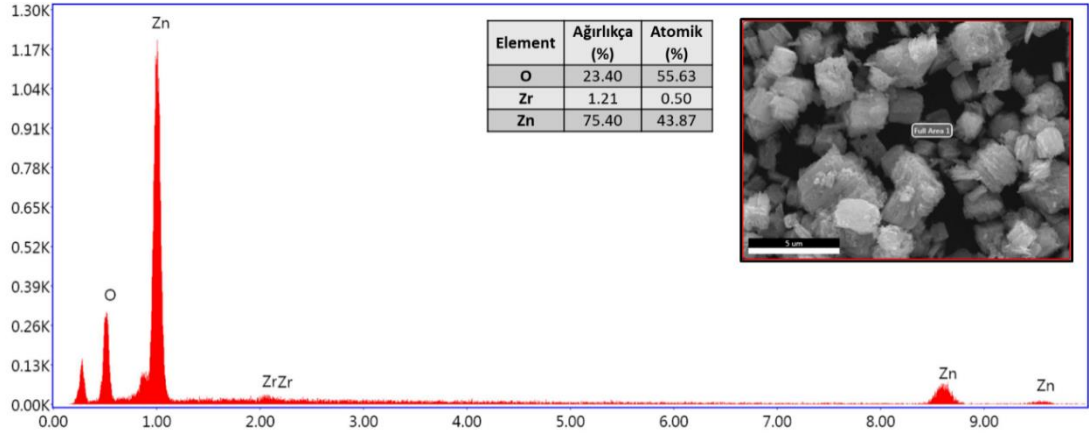 1.30K
1.17K
1.04K
0.91K
0.78K
0.65K
0.52K
0.39K
0.26K
0.13K
0.00K
0.00 1.00 2.00 3.00 4.00 5.00 6.00 7.00 8.00 9.00
Zn
O
ZrZr
Zn
Zn
Element Ağırlıkça (%) Atomik (%)
O 23.40 55.63
Zr 1.21 0.50
Zn 75.40 43.87
Full Area 1
5 um